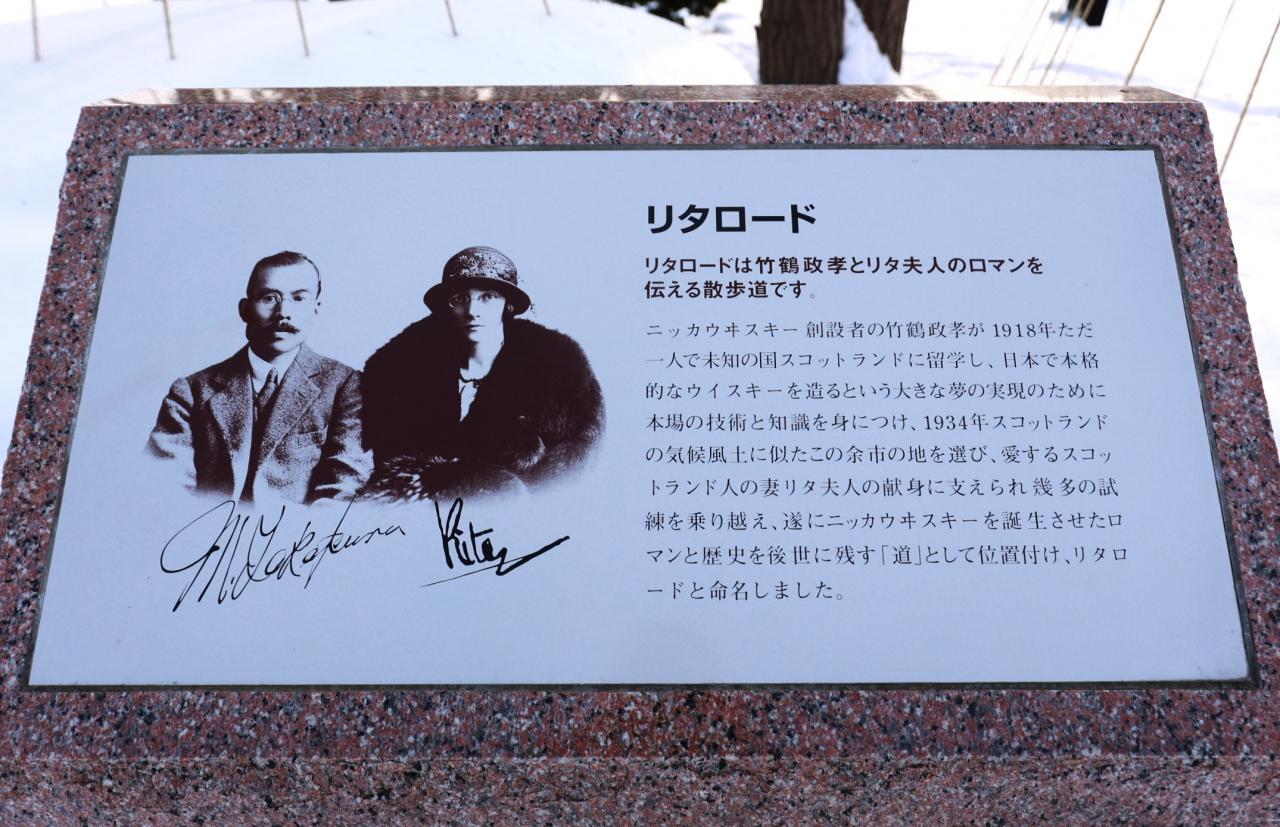 リタロード
リタロードは竹鶴政孝とリタ夫人のロマンを
伝える散歩道です。
ニッカウヰスキー創設者の竹鶴政孝が1918年ただ
一人で未知の国スコットランドに留学し、日本で本格
的なウイスキーを造るという大きな夢の実現のために
本場の技術と知識を身につけ、1934年スコットランド
の気候風土に似たこの余市の地を選び、愛するスコッ
トランド人の妻リタ夫人の献身に支えられ幾多の試
練を乗り越え、遂にニッカウヰスキーを誕生させたロ
マンと歴史を後世に残す「道」として位置付け、リタロ
ードと命名しました。
M. Taketsuru
Rita